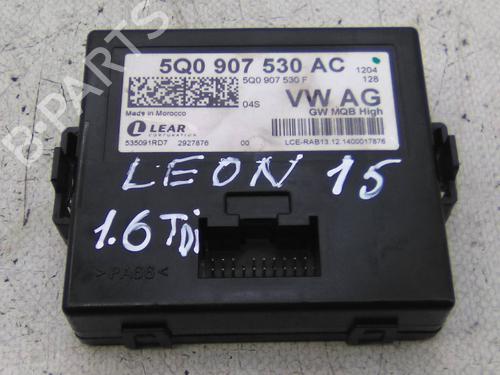 5Q0 907 530 AC 1204
5Q0 907 530 F 128
04S VW AG
Made in Morocco GW MQB High
LEAR
CORPORATION
535091RD7 2927876 00 LCE-RAB13.12.1400017876
LEON 15
1.6 TDi
>PA66<
B-PARTS